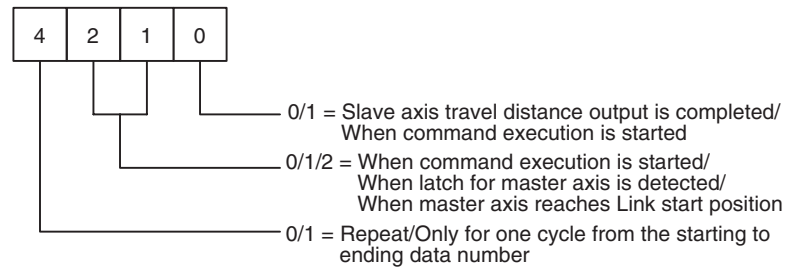 4 2 1 0
0/1 = Slave axis travel distance output is completed/
When command execution is started
0/1/2 = When command execution is started/
When latch for master axis is detected/
When master axis reaches Link start position
0/1 = Repeat/Only for one cycle from the starting to
ending data number